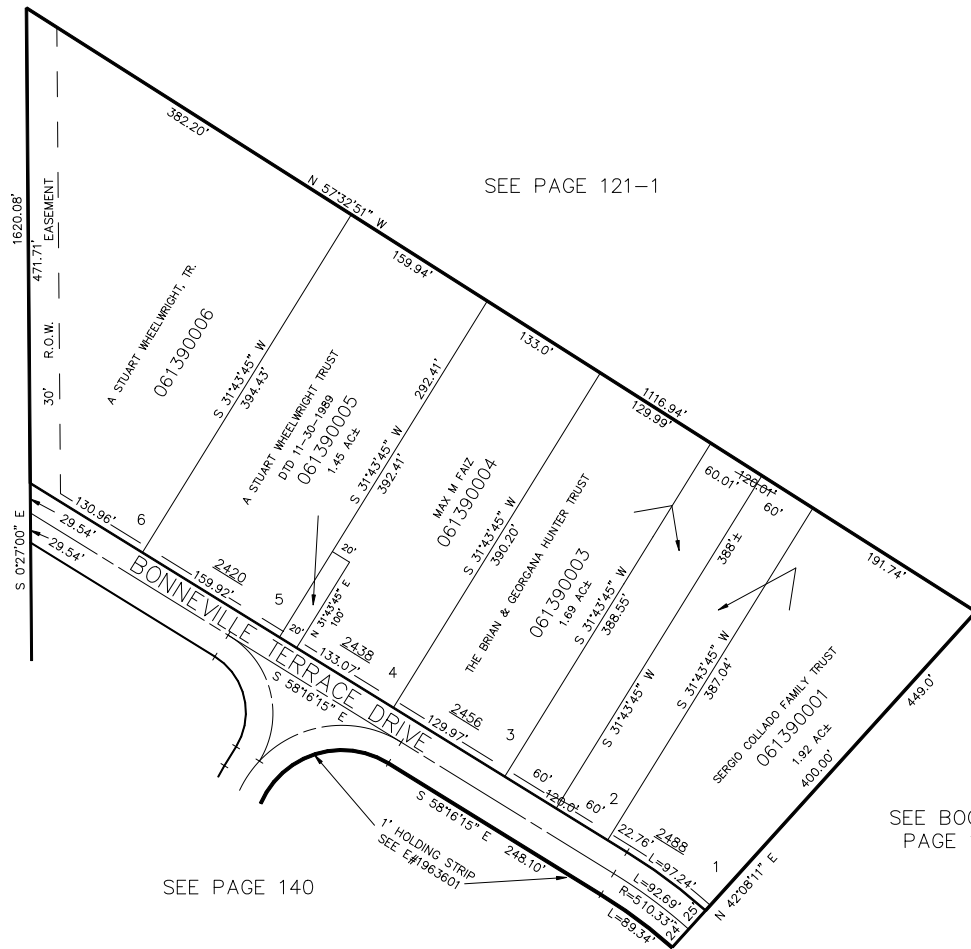 382.20'
N 57°32'51" W
SEE PAGE 121-1
159.94'
133.0'
1116.94'
129.99'
60.01'
120.01'
60'
191.74'
1620.08'
471.71'
30' R.O.W. EASEMENT
S 0°27'00" E
A STUART WHEELWRIGHT, TR.
061390006
S 31°43'45" W
394.43'
A STUART WHEELWRIGHT TRUST
DTD 11-30-1989
061390005
1.45 AC±
292.41'
S 31°43'45" W
392.41'
MAX M FAIZ
061390004
S 31°43'45" W
390.20'
THE BRIAN & GEORGANA HUNTER TRUST
061390003
1.69 AC±
S 31°43'45" W
388.55'
388'±
S 31°43'45" W
S 31°43'45" W
387.04'
SERGIO COLLADO FAMILY TRUST
061390001
1.92 AC±
449.0'
400.00'
N 42°08'11" E
130.96'
29.54'
29.54'
6
2420
159.92'
5
20'
20'
N 31°43'45" E
100'
2438
133.07'
4
2456
129.97'
3
60'
120.0'
60'
2
22.76'
2488
1
L=97.24'
L=92.69'
R=510.33'
25'
24'
L=89.34'
BONNEVILLE TERRACE DRIVE
S 58°16'15" E
S 58°16'15" E
248.10'
1' HOLDING STRIP
SEE E#1963601
SEE PAGE 140
SEE BOO
PAGE